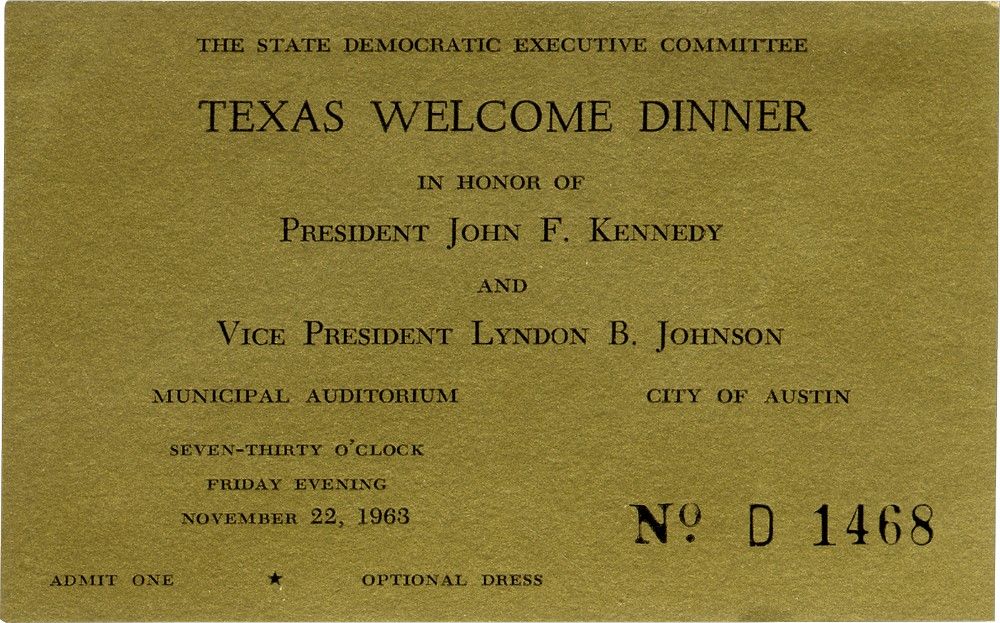 THE STATE DEMOCRATIC EXECUTIVE COMMITTEE
TEXAS WELCOME DINNER
IN HONOR OF
PRESIDENT JOHN F. KENNEDY
AND
VICE PRESIDENT LYNDON B. JOHNSON
MUNICIPAL AUDITORIUM CITY OF AUSTIN
SEVEN-THIRTY O'CLOCK
FRIDAY EVENING
NOVEMBER 22, 1963
Nº. D 1468
ADMIT ONE ★ OPTIONAL DRESS